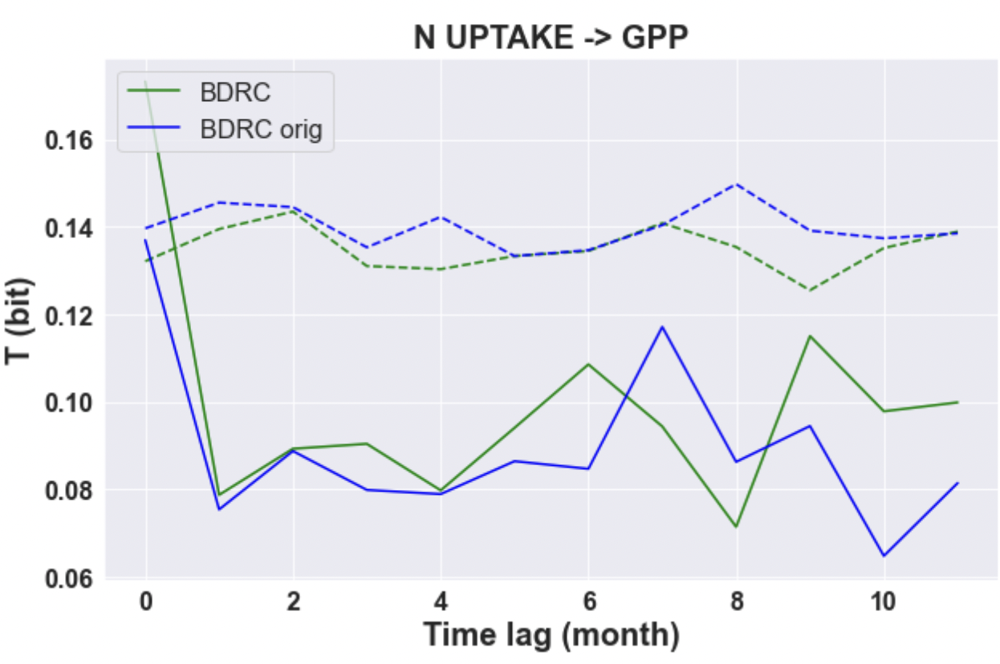 N UPTAKE -> GPP
BDRC
BDRC orig
T (bit)
0.16
0.14
0.12
0.10
0.08
0.06
0 2 4 6 8 10
Time lag (month)